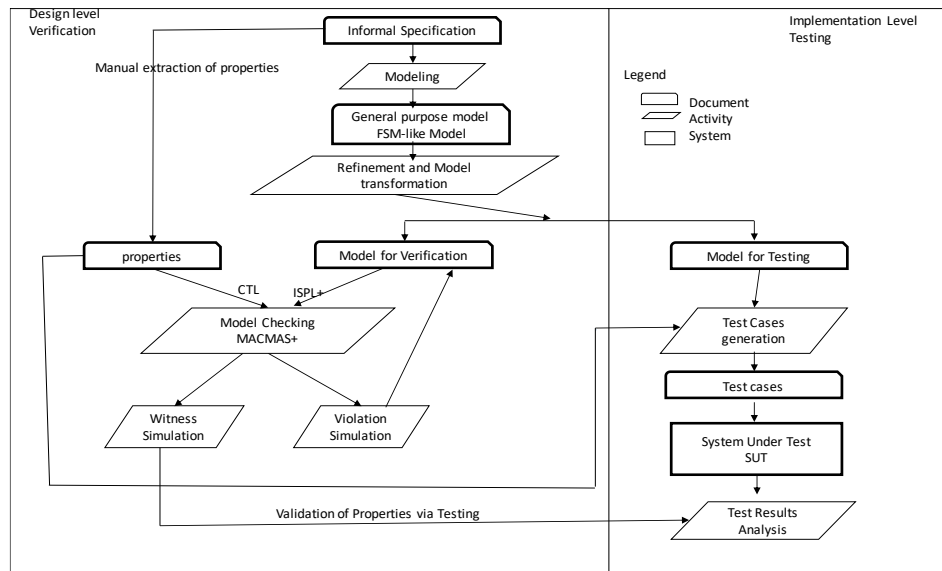 Design level
Verification
Implementation Level
Testing
Informal Specification
Manual extraction of properties
Modeling
Legend
Document
Activity
System
General purpose model
FSM-like Model
Refinement and Model
transformation
properties
Model for Verification
Model for Testing
CTL
ISPL+
Model Checking
MACMAS+
Test Cases
generation
Test cases
Witness
Simulation
Violation
Simulation
System Under Test
SUT
Validation of Properties via Testing
Test Results
Analysis